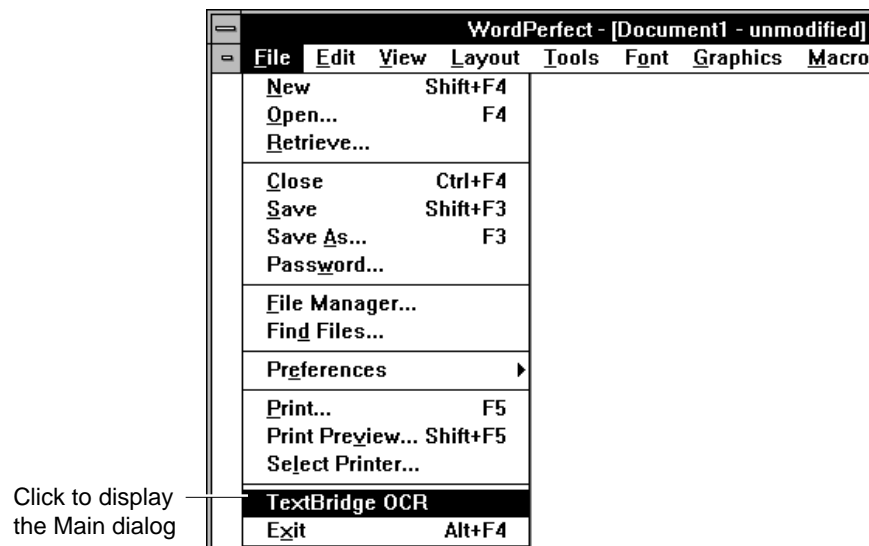 WordPerfect - [Document1 - unmodified]
File Edit View Layout Tools Font Graphics Macro
New Shift+F4
Open... F4
Retrieve...
Close Ctrl+F4
Save Shift+F3
Save As... F3
Password...
File Manager...
Find Files...
Preferences
Print... F5
Print Preview... Shift+F5
Select Printer...
Click to display
the Main dialog
TextBridge OCR
Exit Alt+F4